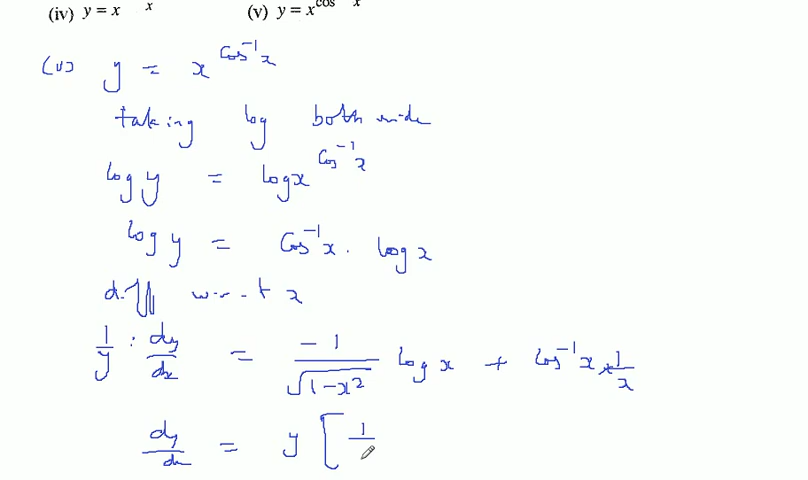 (iv) y = x x (v) y = x^cos x
(v) y = x^Cos⁻¹x
taking log both side
log y = log x^Cos⁻¹x
log y = Cos⁻¹x . log x
diff w.r.t x
1/y . dy/dx = -1/√(1-x²) log x + Cos⁻¹x * 1/x
dy/dx = y [ 1/